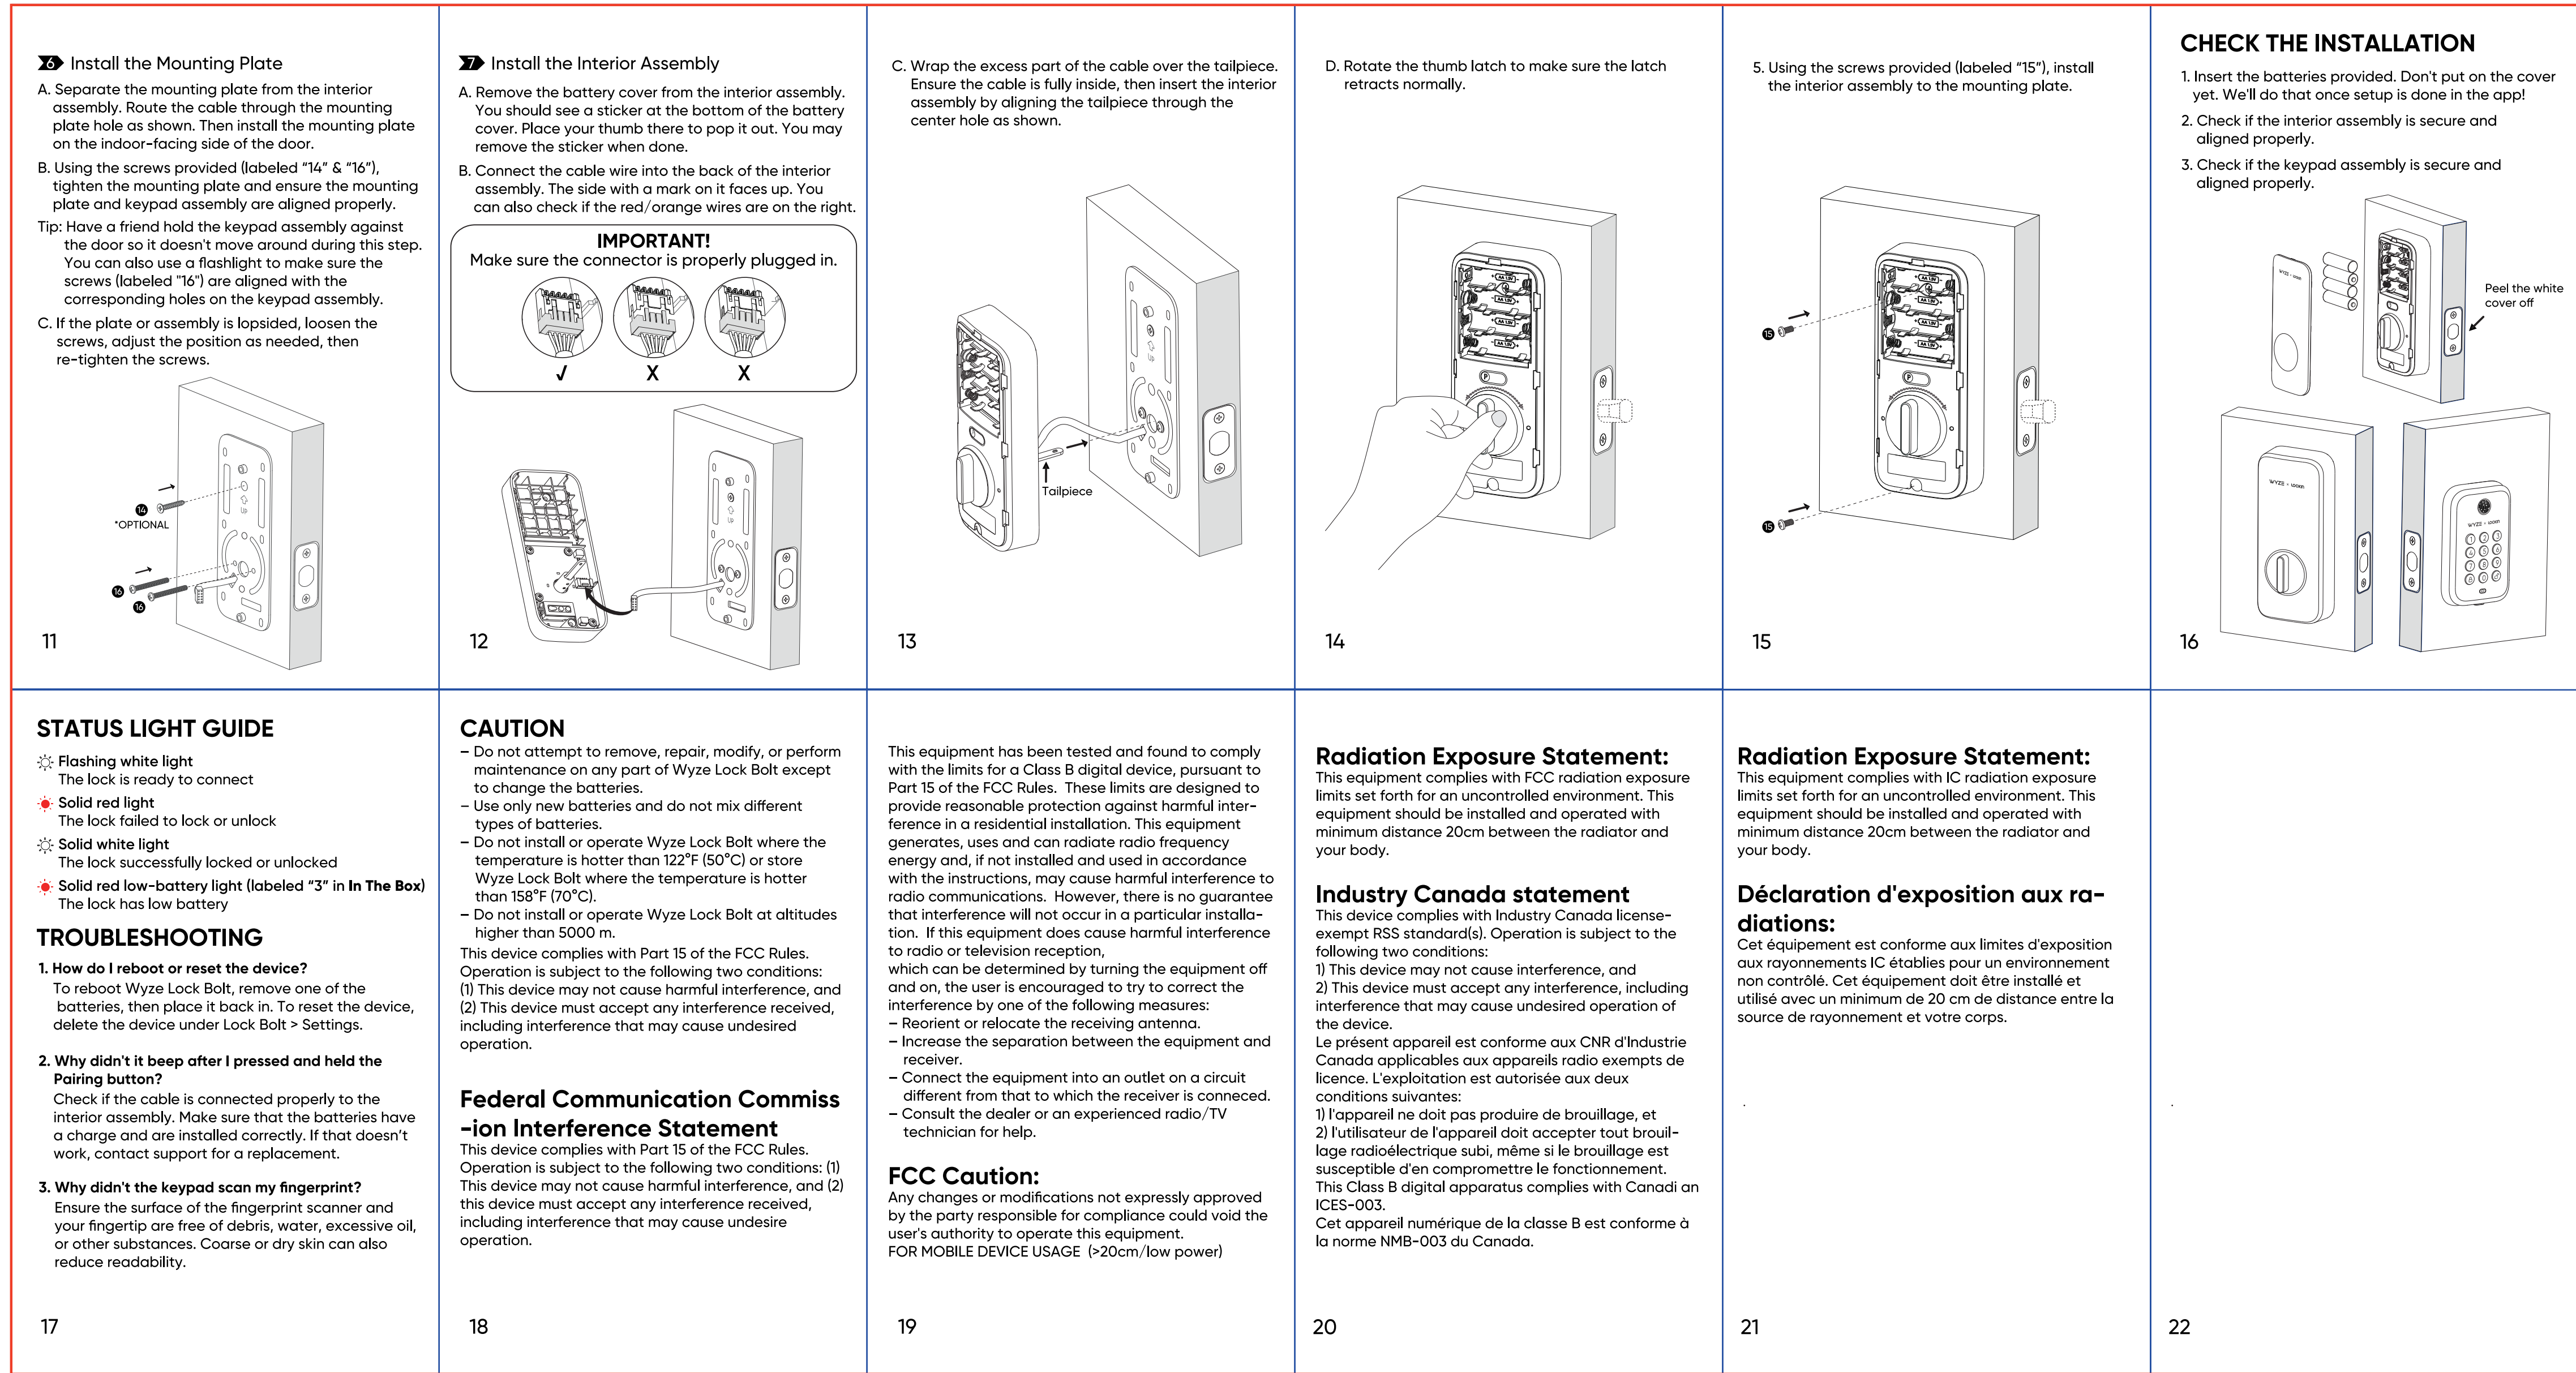 6 Install the Mounting Plate
A. Separate the mounting plate from the interior
assembly. Route the cable through the mounting
plate hole as shown. Then install the mounting plate
on the indoor-facing side of the door.
B. Using the screws provided (labeled “14” & “16”),
tighten the mounting plate and ensure the mounting
plate and keypad assembly are aligned properly.
Tip: Have a friend hold the keypad assembly against
the door so it doesn't move around during this step.
You can also use a flashlight to make sure the
screws (labeled "16") are aligned with the
corresponding holes on the keypad assembly.
C. If the plate or assembly is lopsided, loosen the
screws, adjust the position as needed, then
re-tighten the screws.
UP
14
*OPTIONAL
16
16
11
7 Install the Interior Assembly
A. Remove the battery cover from the interior assembly.
You should see a sticker at the bottom of the battery
cover. Place your thumb there to pop it out. You may
remove the sticker when done.
B. Connect the cable wire into the back of the interior
assembly. The side with a mark on it faces up. You
can also check if the red/orange wires are on the right.
IMPORTANT!
Make sure the connector is properly plugged in.
√ X X
UP
12
C. Wrap the excess part of the cable over the tailpiece.
Ensure the cable is fully inside, then insert the interior
assembly by aligning the tailpiece through the
center hole as shown.
UP
Tailpiece
13
D. Rotate the thumb latch to make sure the latch
retracts normally.
+ AA 1.5V -
- AA 1.5V +
+ AA 1.5V -
- AA 1.5V +
P
14
5. Using the screws provided (labeled “15”), install
the interior assembly to the mounting plate.
+ AA 1.5V -
- AA 1.5V +
+ AA 1.5V -
- AA 1.5V +
15
P
15
15
CHECK THE INSTALLATION
1. Insert the batteries provided. Don't put on the cover
yet. We'll do that once setup is done in the app!
2. Check if the interior assembly is secure and
aligned properly.
3. Check if the keypad assembly is secure and
aligned properly.
Peel the white
cover off
WYZE
WYZE
WYZE
1 2 3
4 5 6
7 8 9
0
16
STATUS LIGHT GUIDE
Flashing white light
The lock is ready to connect
Solid red light
The lock failed to lock or unlock
Solid white light
The lock successfully locked or unlocked
Solid red low-battery light (labeled “3” in In The Box)
The lock has low battery
TROUBLESHOOTING
1. How do I reboot or reset the device?
To reboot Wyze Lock Bolt, remove one of the
batteries, then place it back in. To reset the device,
delete the device under Lock Bolt > Settings.
2. Why didn't it beep after I pressed and held the
Pairing button?
Check if the cable is connected properly to the
interior assembly. Make sure that the batteries have
a charge and are installed correctly. If that doesn’t
work, contact support for a replacement.
3. Why didn't the keypad scan my fingerprint?
Ensure the surface of the fingerprint scanner and
your fingertip are free of debris, water, excessive oil,
or other substances. Coarse or dry skin can also
reduce readability.
17
CAUTION
– Do not attempt to remove, repair, modify, or perform
maintenance on any part of Wyze Lock Bolt except
to change the batteries.
– Use only new batteries and do not mix different
types of batteries.
– Do not install or operate Wyze Lock Bolt where the
temperature is hotter than 122°F (50°C) or store
Wyze Lock Bolt where the temperature is hotter
than 158°F (70°C).
– Do not install or operate Wyze Lock Bolt at altitudes
higher than 5000 m.
This device complies with Part 15 of the FCC Rules.
Operation is subject to the following two conditions:
(1) This device may not cause harmful interference, and
(2) This device must accept any interference received,
including interference that may cause undesired
operation.
Federal Communication Commiss
-ion Interference Statement
This device complies with Part 15 of the FCC Rules.
Operation is subject to the following two conditions: (1)
This device may not cause harmful interference, and (2)
this device must accept any interference received,
including interference that may cause undesire
operation.
18
This equipment has been tested and found to comply
with the limits for a Class B digital device, pursuant to
Part 15 of the FCC Rules. These limits are designed to
provide reasonable protection against harmful inter-
ference in a residential installation. This equipment
generates, uses and can radiate radio frequency
energy and, if not installed and used in accordance
with the instructions, may cause harmful interference to
radio communications. However, there is no guarantee
that interference will not occur in a particular installa-
tion. If this equipment does cause harmful interference
to radio or television reception,
which can be determined by turning the equipment off
and on, the user is encouraged to try to correct the
interference by one of the following measures:
– Reorient or relocate the receiving antenna.
– Increase the separation between the equipment and
receiver.
– Connect the equipment into an outlet on a circuit
different from that to which the receiver is conneced.
– Consult the dealer or an experienced radio/TV
technician for help.
FCC Caution:
Any changes or modifications not expressly approved
by the party responsible for compliance could void the
user's authority to operate this equipment.
FOR MOBILE DEVICE USAGE (>20cm/low power)
19
Radiation Exposure Statement:
This equipment complies with FCC radiation exposure
limits set forth for an uncontrolled environment. This
equipment should be installed and operated with
minimum distance 20cm between the radiator and
your body.
Industry Canada statement
This device complies with Industry Canada license-
exempt RSS standard(s). Operation is subject to the
following two conditions:
1) This device may not cause interference, and
2) This device must accept any interference, including
interference that may cause undesired operation of
the device.
Le présent appareil est conforme aux CNR d'Industrie
Canada applicables aux appareils radio exempts de
licence. L'exploitation est autorisée aux deux
conditions suivantes:
1) l'appareil ne doit pas produire de brouillage, et
2) l'utilisateur de l'appareil doit accepter tout brouil-
lage radioélectrique subi, même si le brouillage est
susceptible d'en compromettre le fonctionnement.
This Class B digital apparatus complies with Canadi an
ICES-003.
Cet appareil numérique de la classe B est conforme à
la norme NMB-003 du Canada.
20
Radiation Exposure Statement:
This equipment complies with IC radiation exposure
limits set forth for an uncontrolled environment. This
equipment should be installed and operated with
minimum distance 20cm between the radiator and
your body.
Déclaration d'exposition aux ra-
diations:
Cet équipement est conforme aux limites d'exposition
aux rayonnements IC établies pour un environnement
non contrôlé. Cet équipement doit être installé et
utilisé avec un minimum de 20 cm de distance entre la
source de rayonnement et votre corps.
21
22